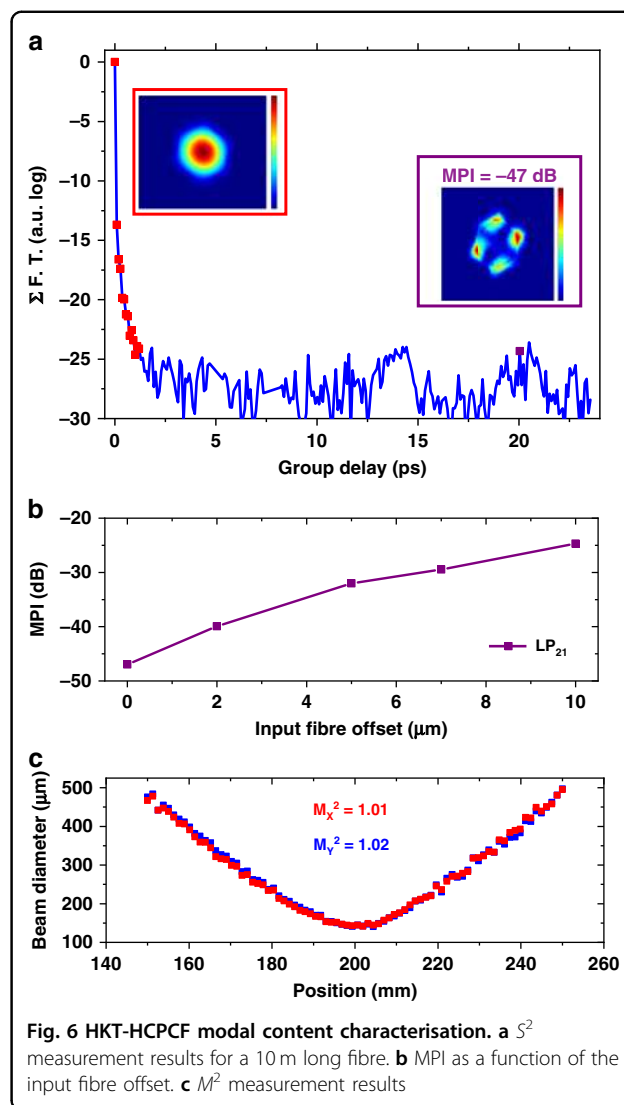 a
0
−5
−10
−15
−20
−25
−30
Σ F. T. (a.u. log)
MPI = −47 dB
0 5 10 15 20
Group delay (ps)
b
−20
−30
−40
−50
MPI (dB)
LP21
0 2 4 6 8 10
Input fibre offset (μm)
c
500
400
300
200
100
Beam diameter (μm)
MX2 = 1.01
MY2 = 1.02
140 160 180 200 220 240 260
Position (mm)
Fig. 6 HKT-HCPCF modal content characterisation. a S2
measurement results for a 10 m long fibre. b MPI as a function of the
input fibre offset. c M2 measurement results